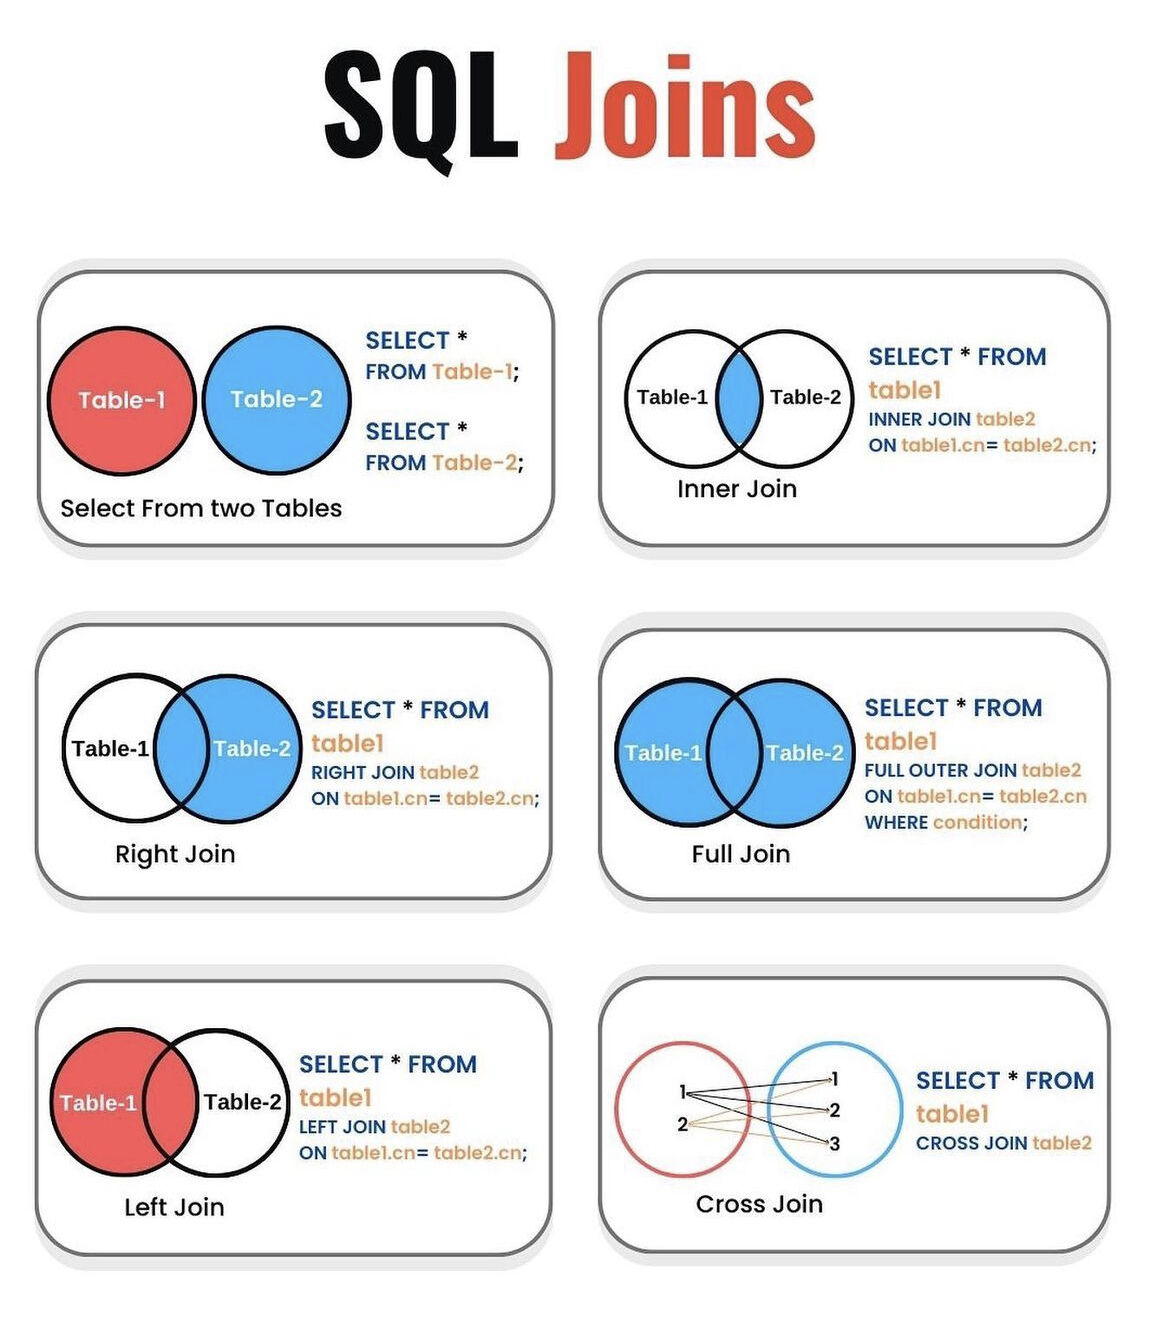 SQL Joins
Table-1
Table-2
SELECT *
FROM Table-1;
SELECT *
FROM Table-2;
Select From two Tables
Table-1
Table-2
SELECT * FROM
table1
INNER JOIN table2
ON table1.cn= table2.cn;
Inner Join
Table-1
Table-2
SELECT * FROM
table1
RIGHT JOIN table2
ON table1.cn= table2.cn;
Right Join
Table-1
Table-2
SELECT * FROM
table1
FULL OUTER JOIN table2
ON table1.cn= table2.cn
WHERE condition;
Full Join
Table-1
Table-2
SELECT * FROM
table1
LEFT JOIN table2
ON table1.cn= table2.cn;
Left Join
1
2
1
2
3
SELECT * FROM
table1
CROSS JOIN table2
Cross Join